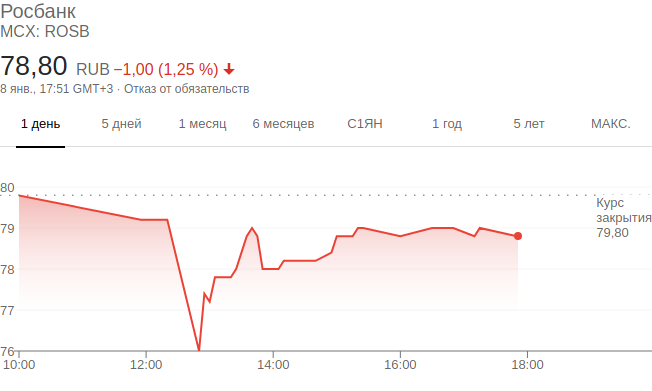 Росбанк
MCX: ROSB
78,80 RUB −1,00 (1,25 %)
8 янв., 17:51 GMT+3 · Отказ от обязательств
1 день 5 дней 1 месяц 6 месяцев С1ЯН 1 год 5 лет МАКС.
80
Курс
закрытия
79,80
79
78
77
76
10:00 12:00 14:00 16:00 18:00